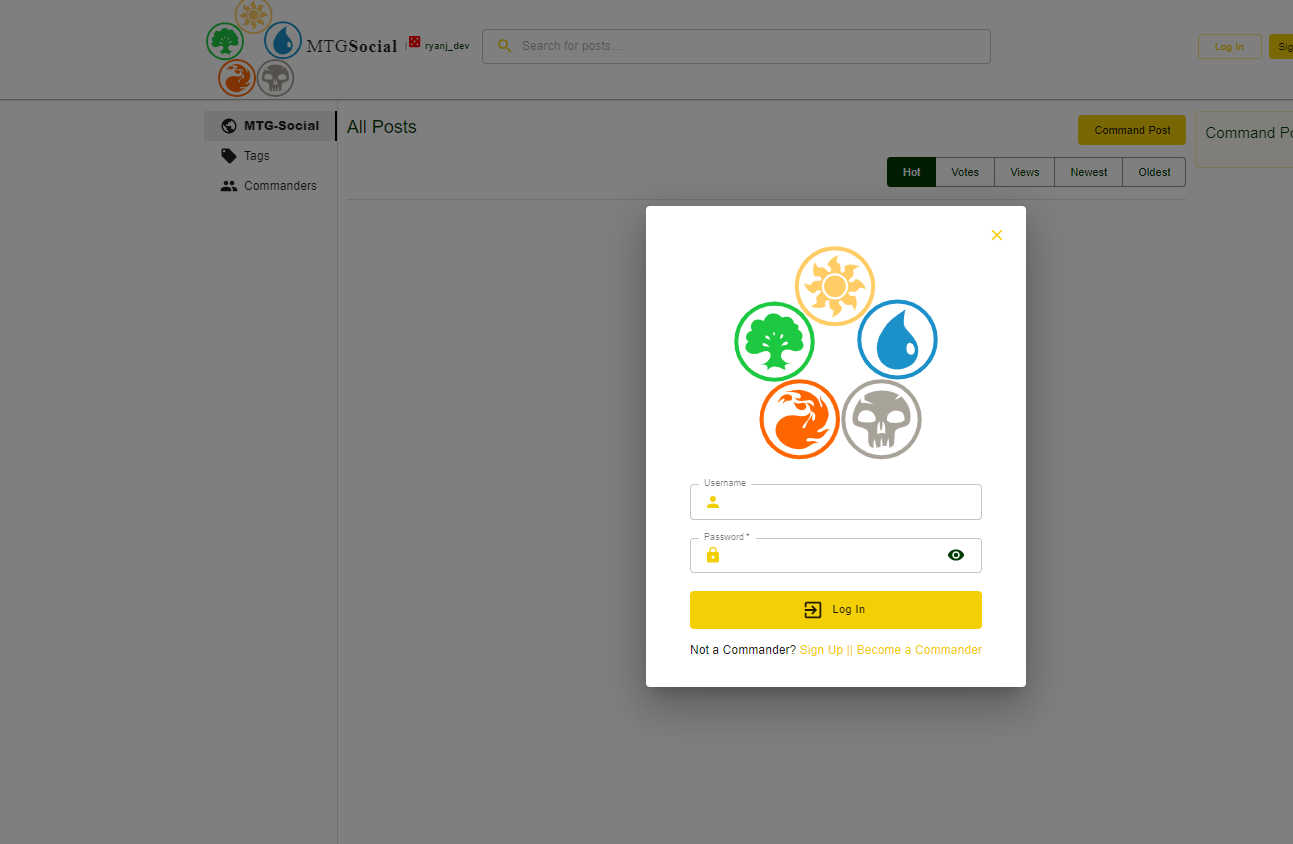 MTGSocial | ryanj_dev
Search for posts…
Log In
Sig
MTG-Social
Tags
Commanders
All Posts
Command Post
Command Po
Hot
Votes
Views
Newest
Oldest
Username
Password *
Log In
Not a Commander? Sign Up || Become a Commander